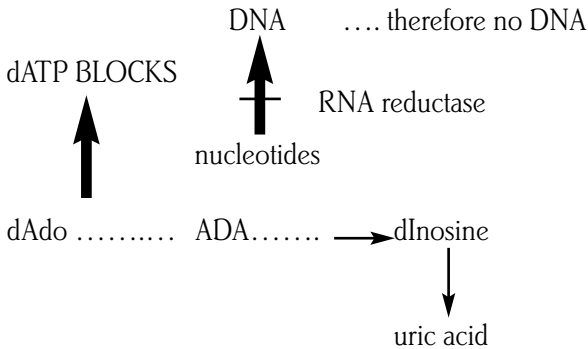 DNA .... therefore no DNA
dATP BLOCKS
RNA reductase
nucleotides
dAdo ........... ADA....... dInosine
uric acid